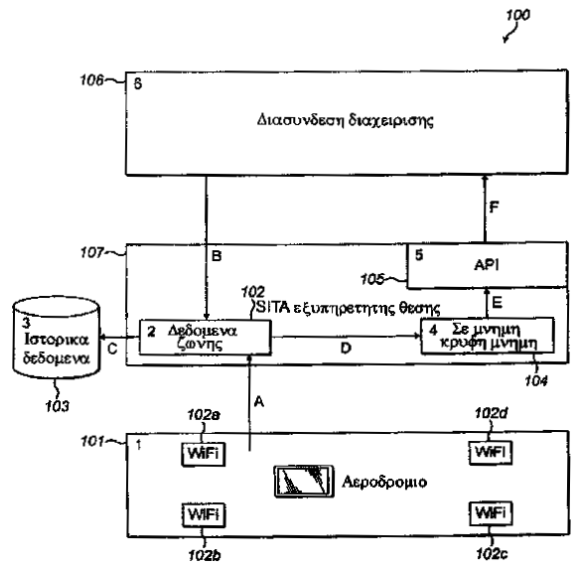 100
106
6
Διασυνδεση διαχειρισης
F
107
B
5
API
105
102
SITA εξυπηρετητης θεσης
E
3
Ιστορικα
δεδομενα
103
C
2 Δεδομενα
ζωνης
D
4
Σε μνημη
κρυφη μνημη
104
A
101
1
102a
WiFi
102d
WiFi
Αεροδρομιο
WiFi
102b
WiFi
102c